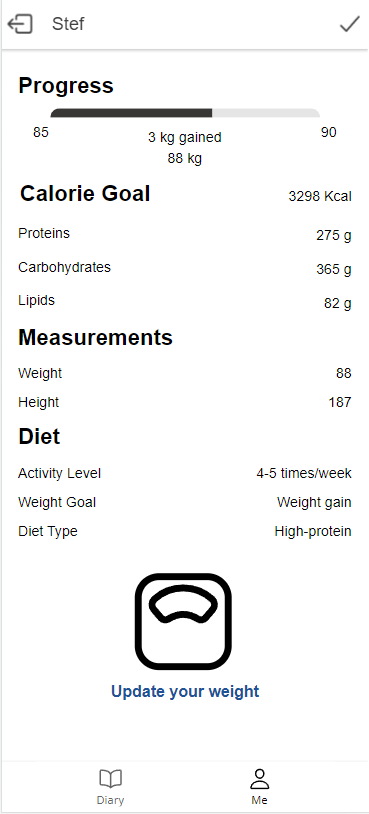 Stef
Progress
85 3 kg gained 90
88 kg
Calorie Goal 3298 Kcal
Proteins 275 g
Carbohydrates 365 g
Lipids 82 g
Measurements
Weight 88
Height 187
Diet
Activity Level 4-5 times/week
Weight Goal Weight gain
Diet Type High-protein
Update your weight
Diary Me